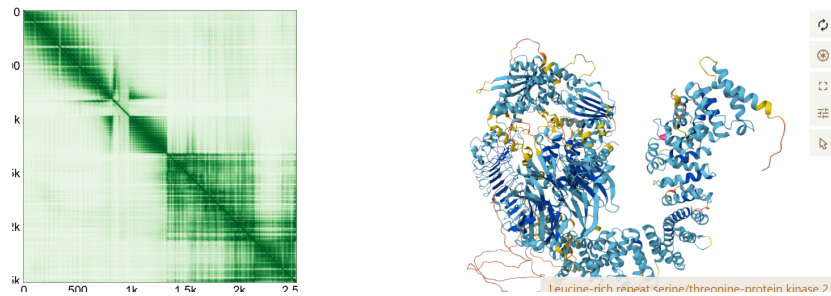 0
00
k
5k
2k
5k
0 500 1k 1.5k 2k 2.5
Leucine-rich repeat serine/threonine-protein kinase 2